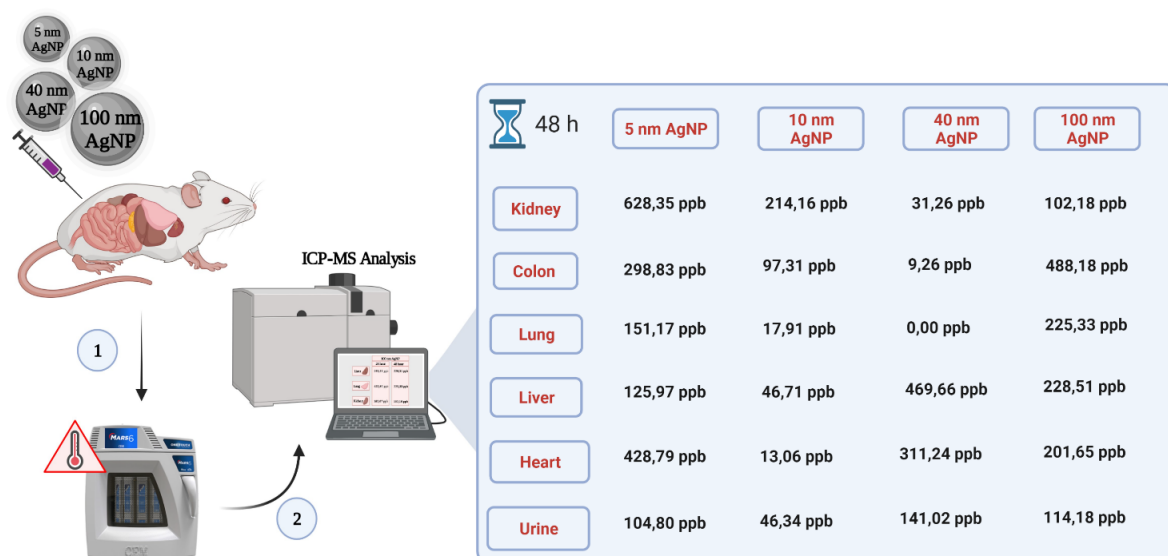 5 nm
AgNP
10 nm
AgNP
40 nm
AgNP
100 nm
AgNP
ICP-MS Analysis
1
MARS6
2
48 h
5 nm AgNP
10 nm
AgNP
40 nm
AgNP
100 nm
AgNP
Kidney 628,35 ppb 214,16 ppb 31,26 ppb 102,18 ppb
Colon 298,83 ppb 97,31 ppb 9,26 ppb 488,18 ppb
Lung 151,17 ppb 17,91 ppb 0,00 ppb 225,33 ppb
Liver 125,97 ppb 46,71 ppb 469,66 ppb 228,51 ppb
Heart 428,79 ppb 13,06 ppb 311,24 ppb 201,65 ppb
Urine 104,80 ppb 46,34 ppb 141,02 ppb 114,18 ppb